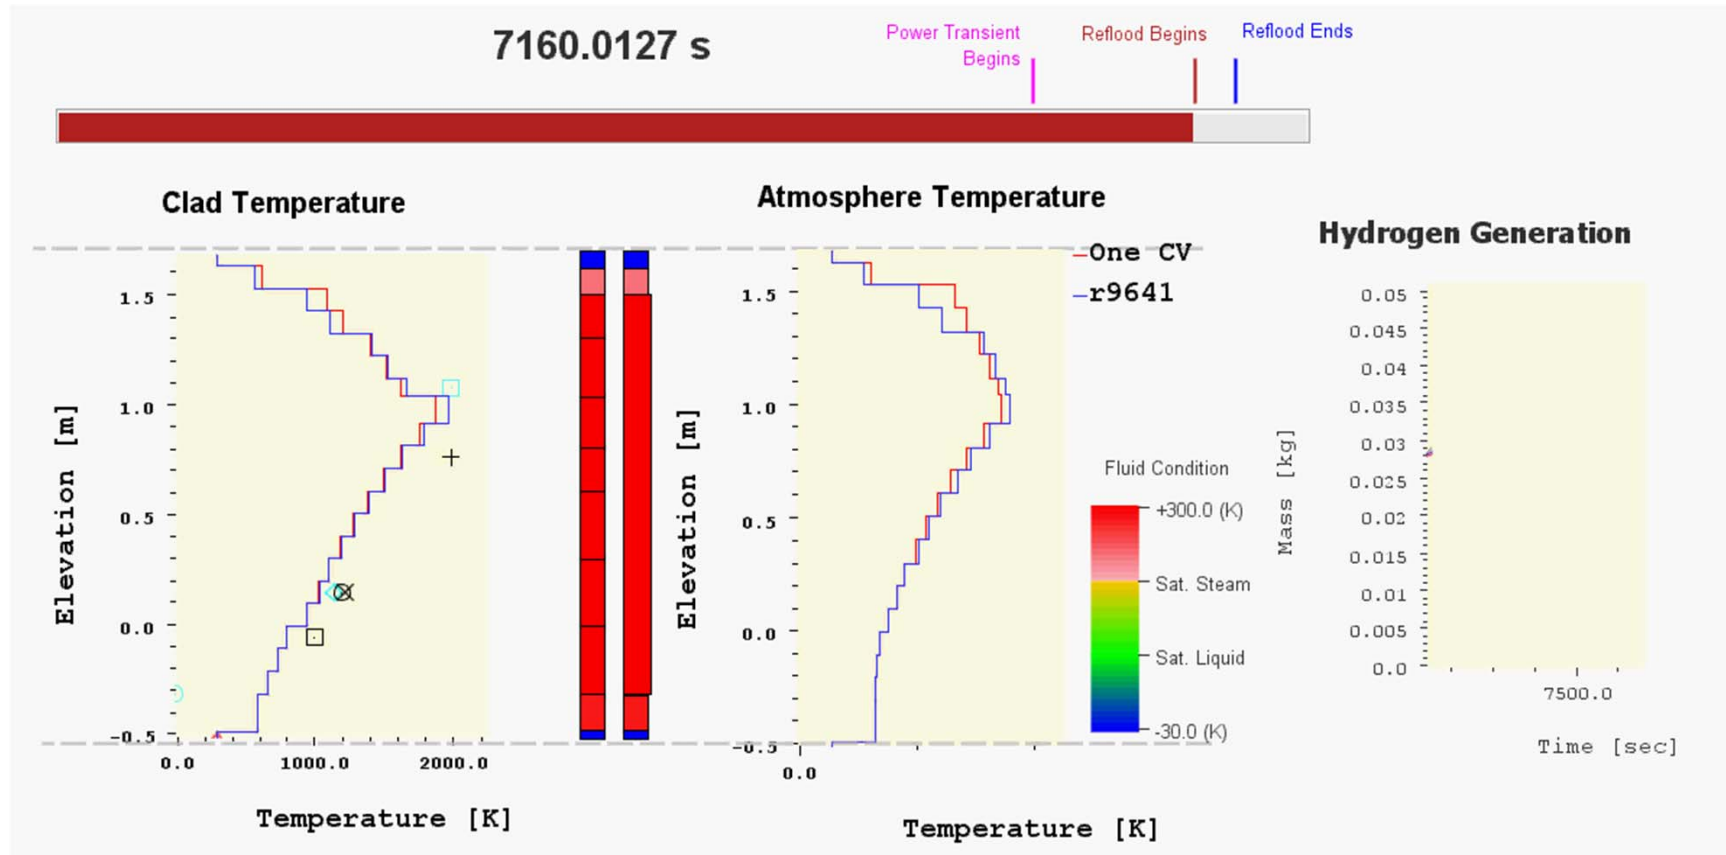 7160.0127 s
Power Transient
Begins
Reflood Begins
Reflood Ends
Clad Temperature
Atmosphere Temperature
Hydrogen Generation
One CV
r9641
1.5
1.0
0.5
0.0
-0.5
Elevation [m]
0.0
1000.0
2000.0
Temperature [K]
1.5
1.0
0.5
0.0
-0.5
Elevation [m]
0.0
Temperature [K]
Fluid Condition
+300.0 (K)
Sat. Steam
Sat. Liquid
-30.0 (K)
0.05
0.045
0.04
0.035
0.03
0.025
0.02
0.015
0.01
0.005
0.0
Mass [kg]
7500.0
Time [sec]